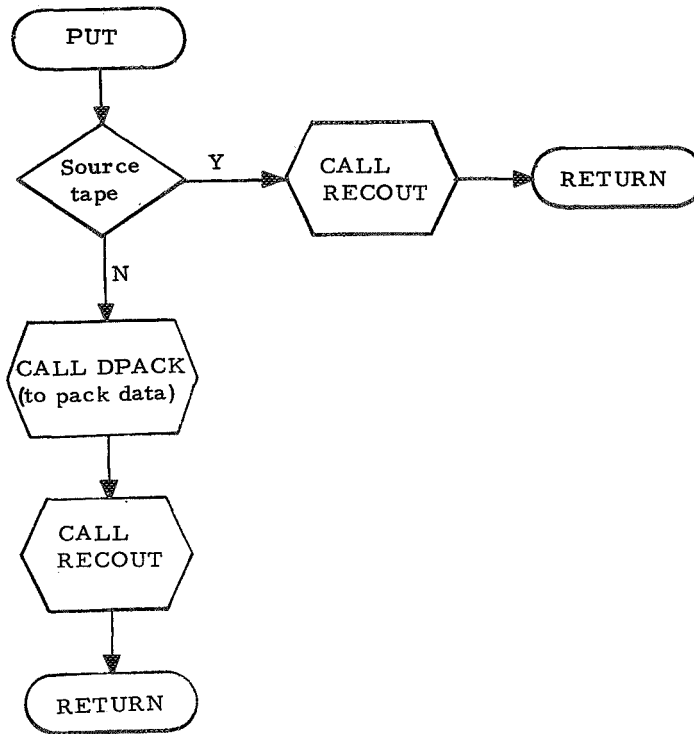 PUT
Source
tape
Y
CALL
RECOUT
RETURN
N
CALL DPACK
(to pack data)
CALL
RECOUT
RETURN